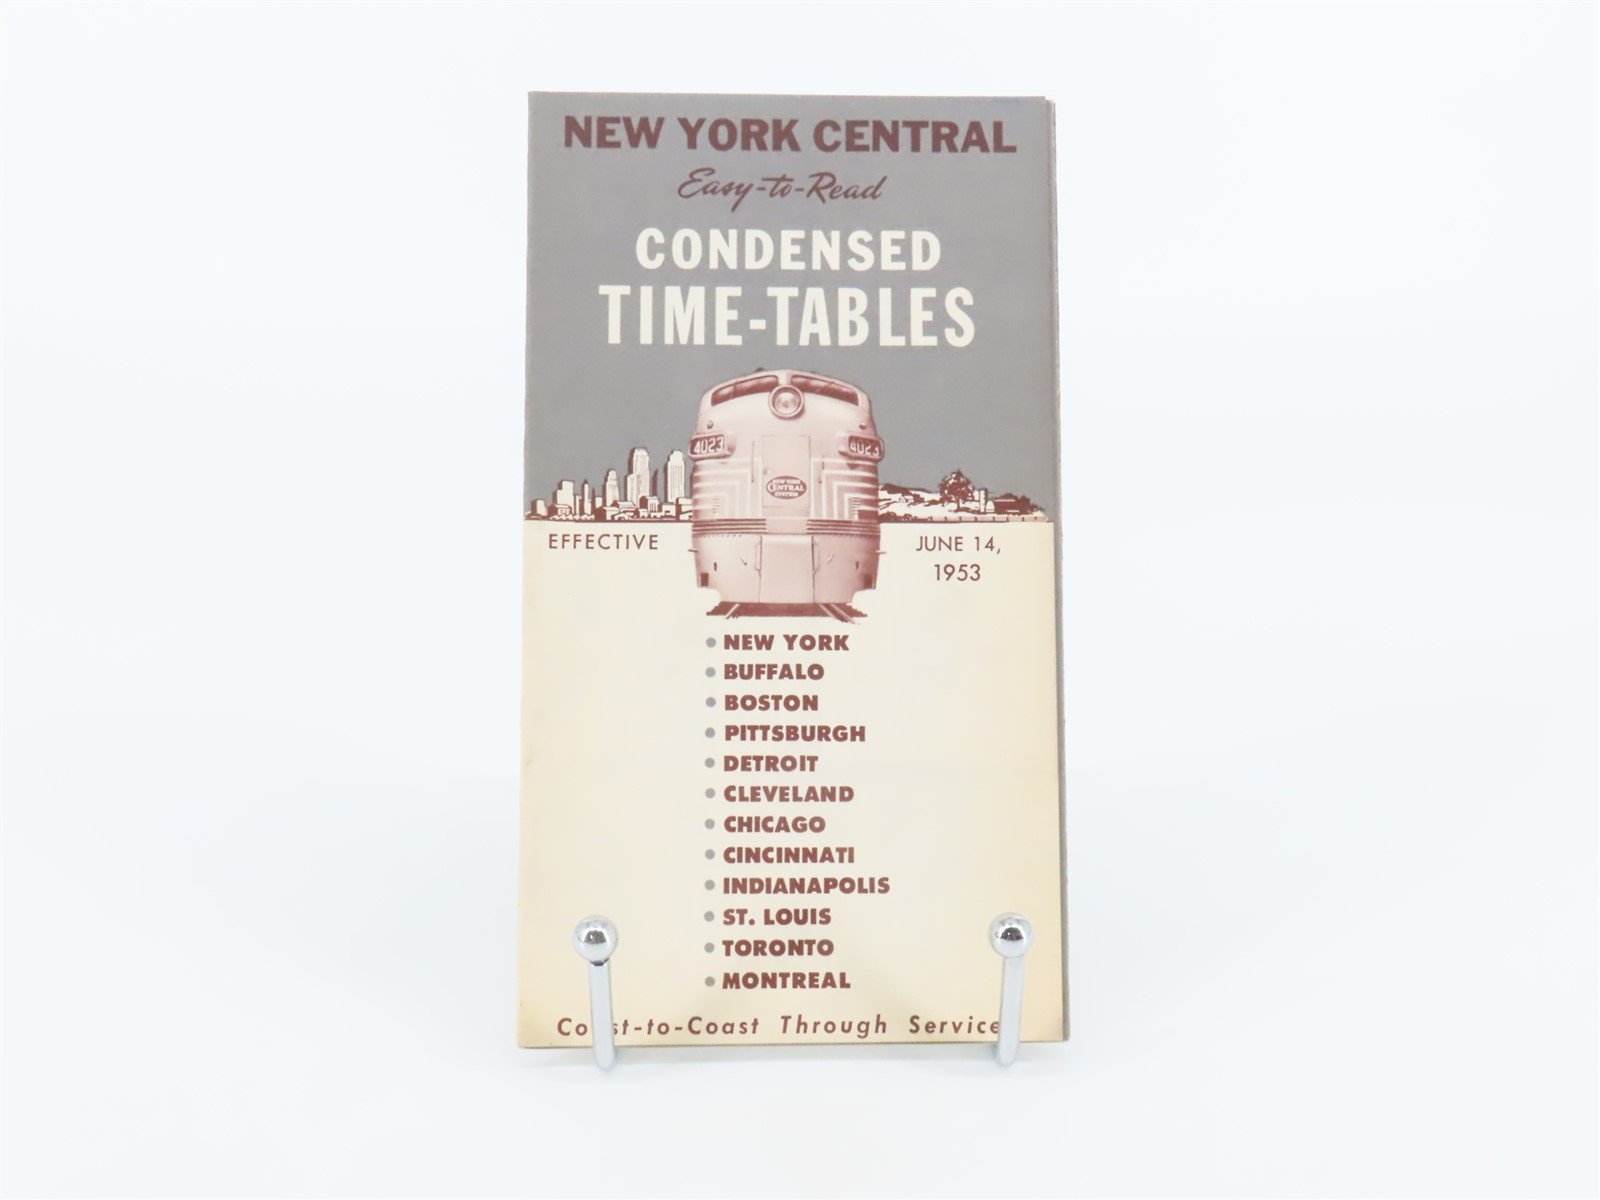 NEW YORK CENTRAL
Easy-to-Read
CONDENSED
TIME-TABLES
4023 4023
NEW YORK
CENTRAL
SYSTEM
EFFECTIVE JUNE 14,
1953
• NEW YORK
• BUFFALO
• BOSTON
• PITTSBURGH
• DETROIT
• CLEVELAND
• CHICAGO
• CINCINNATI
• INDIANAPOLIS
• ST. LOUIS
• TORONTO
• MONTREAL
Coast-to-Coast Through Service